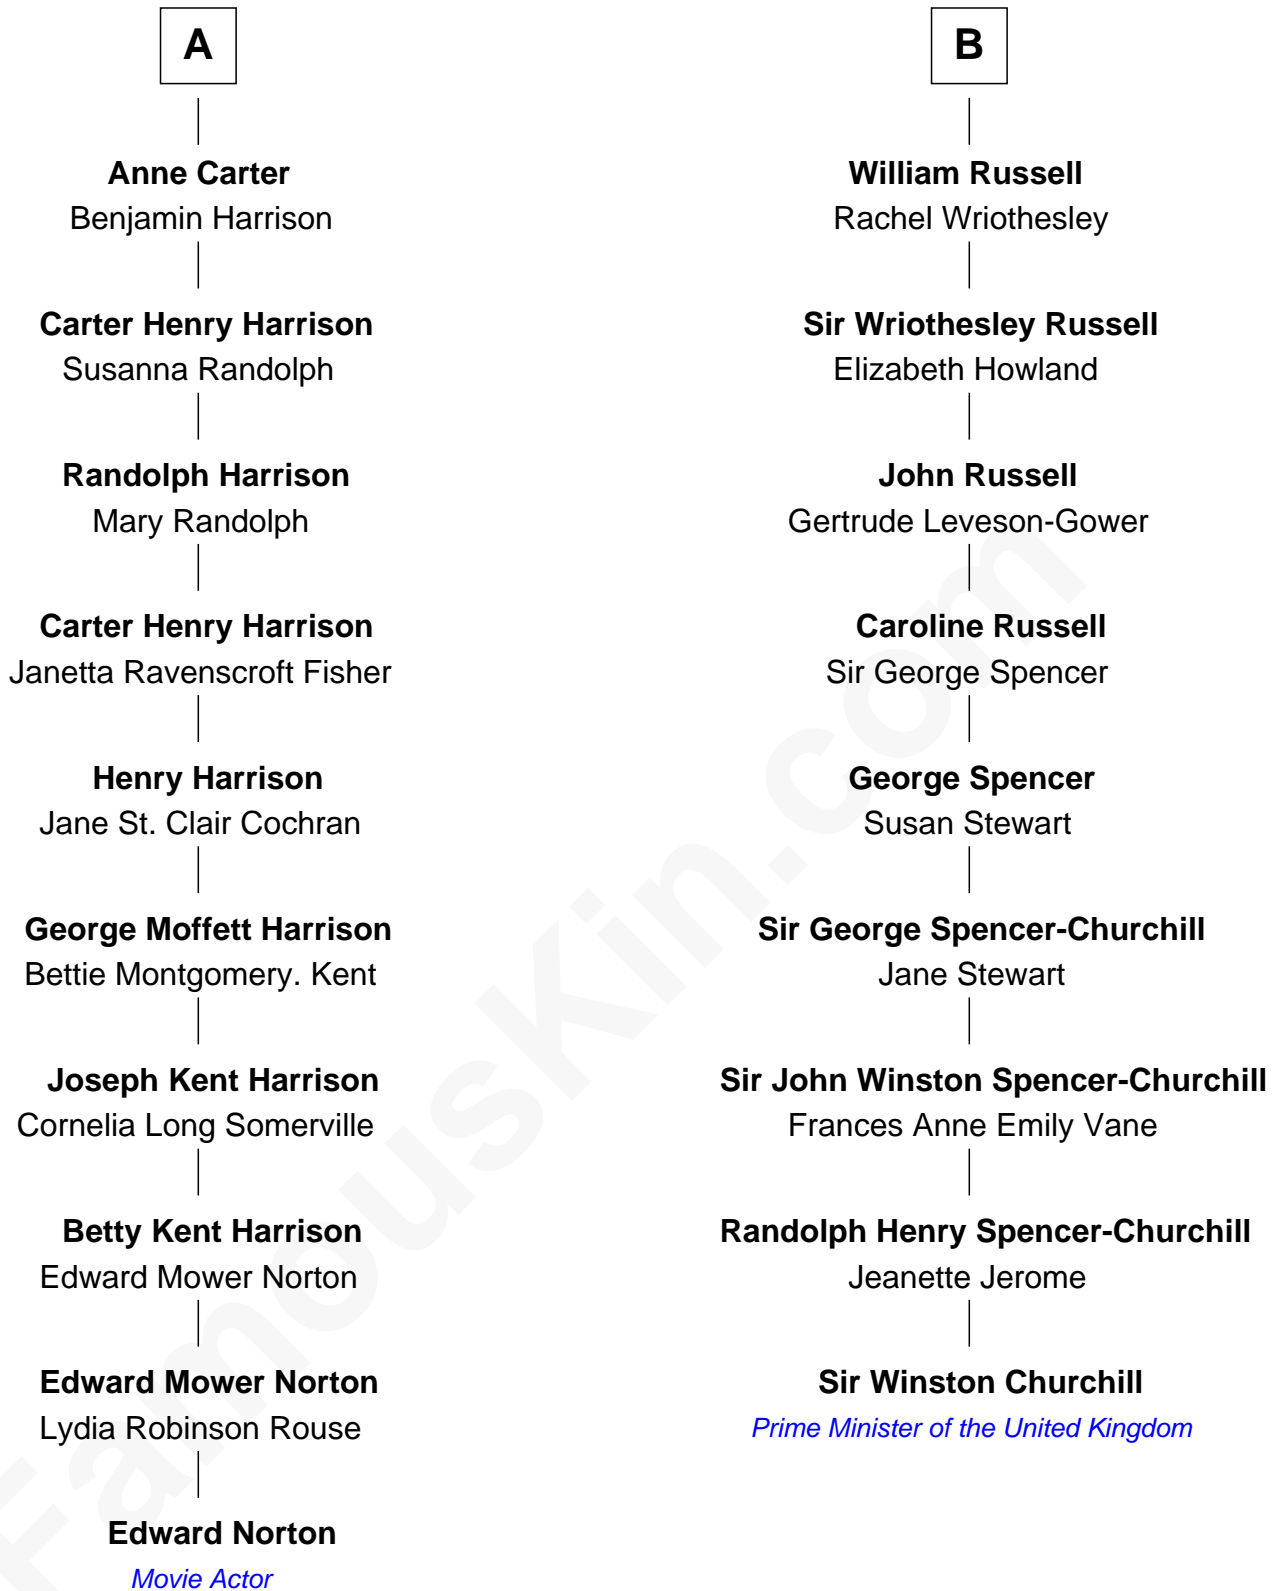 A
Anne Carter
Benjamin Harrison
Carter Henry Harrison
Susanna Randolph
Randolph Harrison
Mary Randolph
Carter Henry Harrison
Janetta Ravenscroft Fisher
Henry Harrison
Jane St. Clair Cochran
George Moffett Harrison
Bettie Montgomery. Kent
Joseph Kent Harrison
Cornelia Long Somerville
Betty Kent Harrison
Edward Mower Norton
Edward Mower Norton
Lydia Robinson Rouse
Edward Norton
Movie Actor
B
William Russell
Rachel Wriothesley
Sir Wriothesley Russell
Elizabeth Howland
John Russell
Gertrude Leveson-Gower
Caroline Russell
Sir George Spencer
George Spencer
Susan Stewart
Sir George Spencer-Churchill
Jane Stewart
Sir John Winston Spencer-Churchill
Frances Anne Emily Vane
Randolph Henry Spencer-Churchill
Jeanette Jerome
Sir Winston Churchill
Prime Minister of the United Kingdom
FamousKin.com